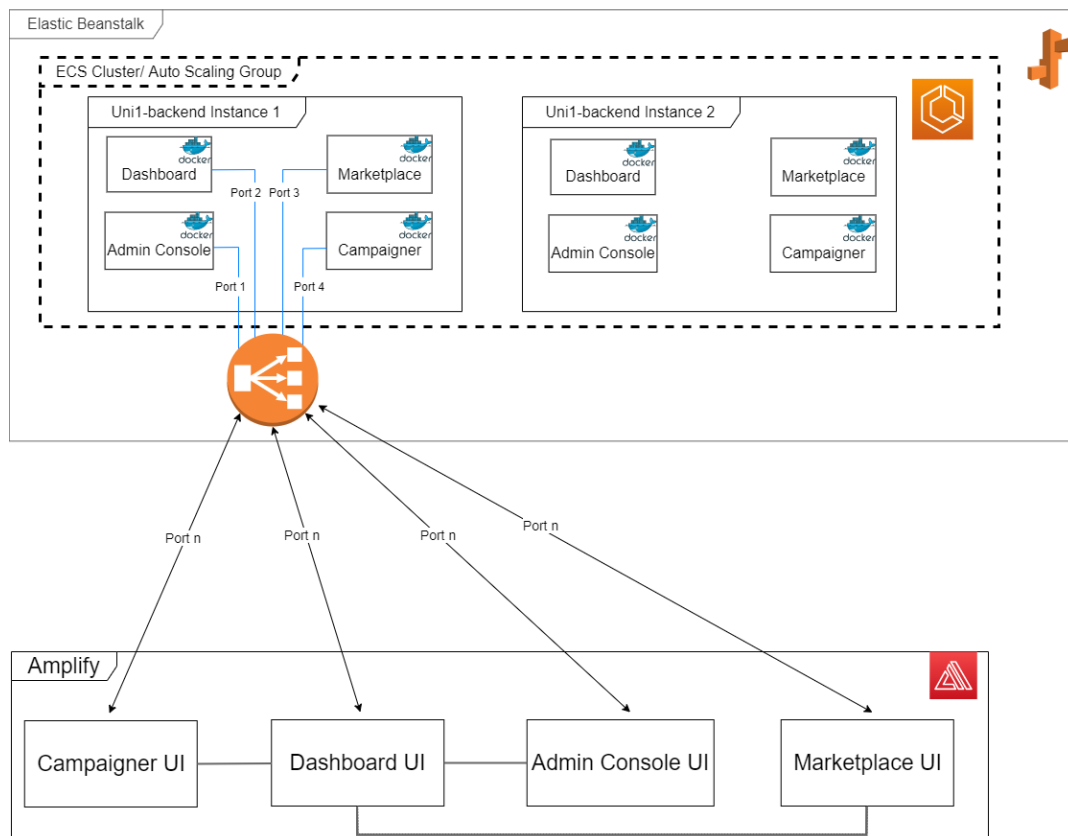 Elastic Beanstalk
ECS Cluster/ Auto Scaling Group
Uni1-backend Instance 1
Uni1-backend Instance 2
docker
Dashboard
docker
Marketplace
docker
Dashboard
docker
Marketplace
Port 2
Port 3
docker
Admin Console
docker
Campaigner
docker
Admin Console
docker
Campaigner
Port 1
Port 4
Port n
Port n
Port n
Port n
Amplify
Campaigner UI
Dashboard UI
Admin Console UI
Marketplace UI